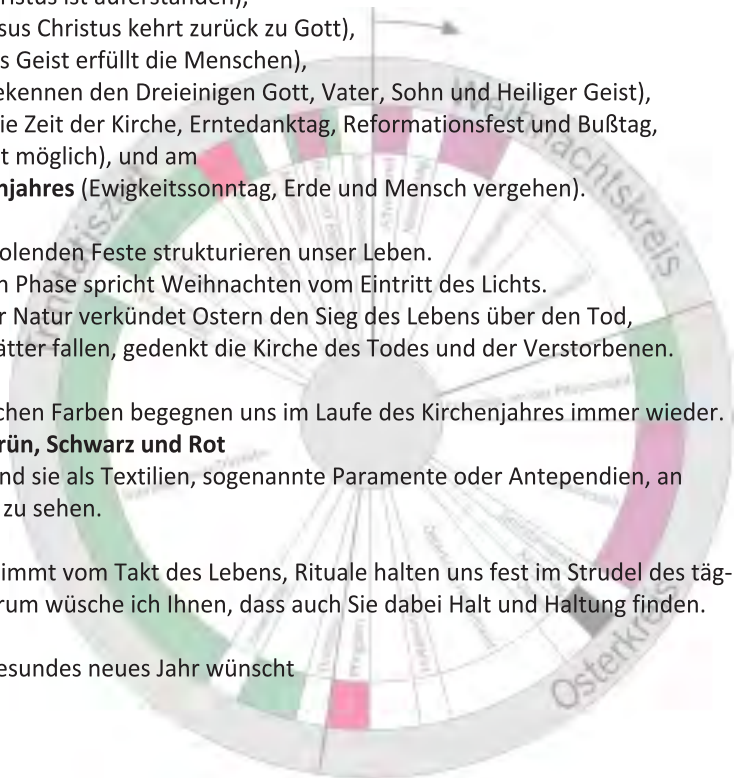 ristus ist auferstanden),
sus Christus kehrt zurück zu Gott),
s Geist erfüllt die Menschen),
ekennen den Dreieinigen Gott, Vater, Sohn und Heiliger Geist),
ie Zeit der Kirche, Erntedanktag, Reformationsfest und Bußtag,
t möglich), und am
njahres (Ewigkeitssonntag, Erde und Mensch vergehen).
olenden Feste strukturieren unser Leben.
n Phase spricht Weihnachten vom Eintritt des Lichts.
r Natur verkündet Ostern den Sieg des Lebens über den Tod,
ätter fallen, gedenkt die Kirche des Todes und der Verstorbenen.
chen Farben begegnen uns im Laufe des Kirchenjahres immer wieder.
rün, Schwarz und Rot
nd sie als Textilien, sogenannte Paramente oder Antependien, an
zu sehen.
immt vom Takt des Lebens, Rituale halten uns fest im Strudel des täg-
rum wüsche ich Ihnen, dass auch Sie dabei Halt und Haltung finden.
esundes neues Jahr wünscht
Weihnachtskreis
Osterkreis